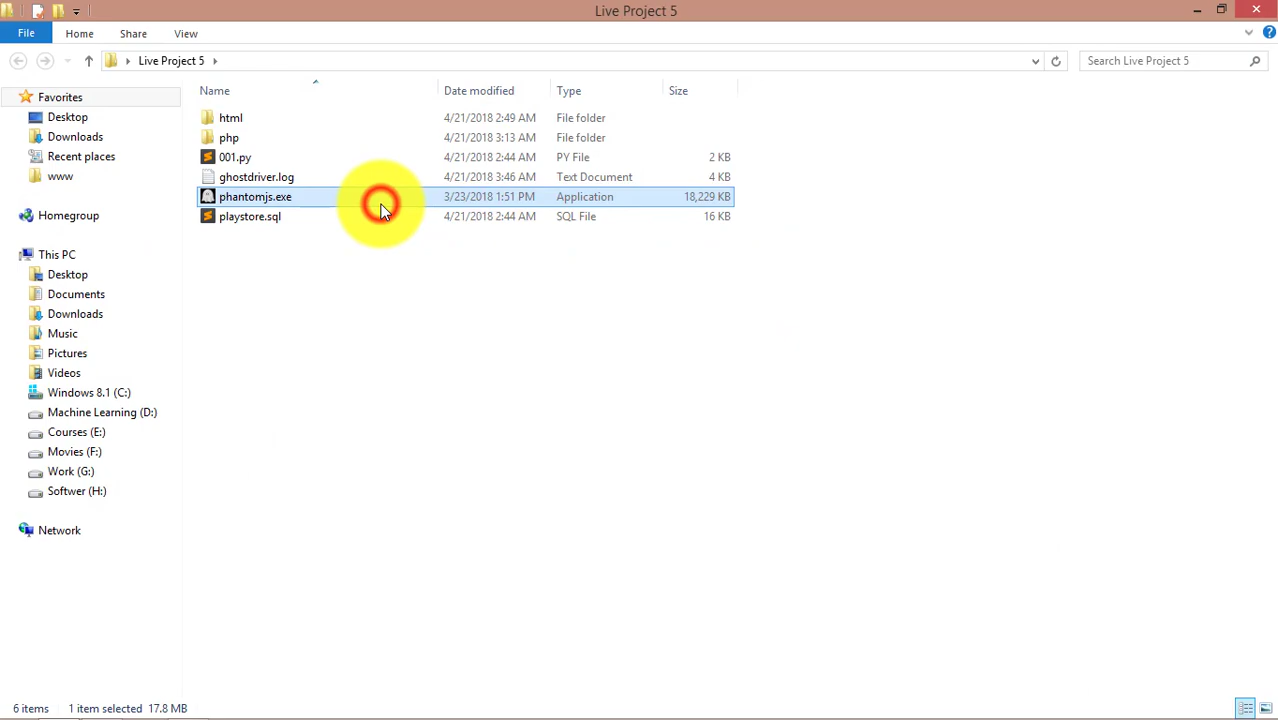 Live Project 5
File Home Share View
Live Project 5 Search Live Project 5
Name Date modified Type Size
Favorites
Desktop
Downloads
Recent places
www
Homegroup
This PC
Desktop
Documents
Downloads
Music
Pictures
Videos
Windows 8.1 (C:)
Machine Learning (D:)
Courses (E:)
Movies (F:)
Work (G:)
Softwer (H:)
Network
html 4/21/2018 2:49 AM File folder
php 4/21/2018 3:13 AM File folder
001.py 4/21/2018 2:44 AM PY File 2 KB
ghostdriver.log 4/21/2018 3:46 AM Text Document 4 KB
phantomjs.exe 3/23/2018 1:51 PM Application 18,229 KB
playstore.sql 4/21/2018 2:44 AM SQL File 16 KB
6 items 1 item selected 17.8 MB